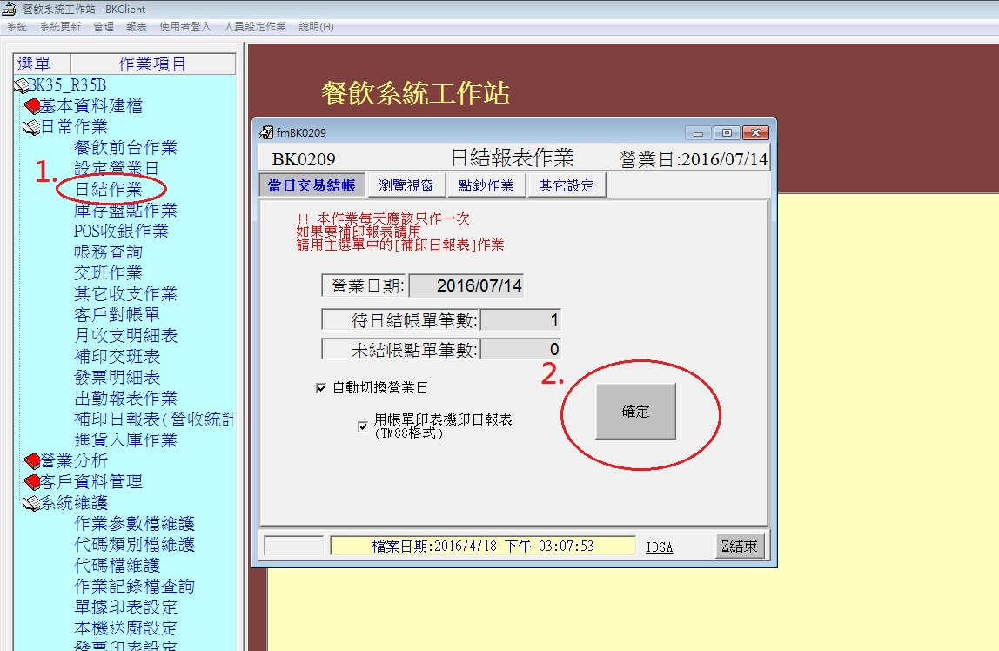 餐飲系統工作站 - BKClient
系統 系統更新 管理 報表 使用者登入 人員設定作業 說明(H)
選單 作業項目
BK35_R35B
基本資料建檔
日常作業
餐飲前台作業
設定營業日
1.
日結作業
庫存盤點作業
POS收銀作業
帳務查詢
交班作業
其它收支作業
客戶對帳單
月收支明細表
補印交班表
發票明細表
出勤報表作業
補印日報表(營收統計
進貨入庫作業
營業分析
客戶資料管理
系統維護
作業參數檔維護
代碼類別檔維護
代碼檔維護
作業記錄檔查詢
單據印表設定
本機送廚設定
發票印表設定
餐飲系統工作站
fmBK0209
BK0209 日結報表作業 營業日:2016/07/14
當日交易結帳 瀏覽視窗 點鈔作業 其它設定
!! 本作業每天應該只作一次
如果要補印報表請用
請用主選單中的[補印日報表]作業
營業日期: 2016/07/14
待日結帳單筆數: 1
未結帳點單筆數: 0
2.
自動切換營業日
確定
用帳單印表機印日報表
(TM88格式)
檔案日期:2016/4/18 下午 03:07:53 IDSA Z結束